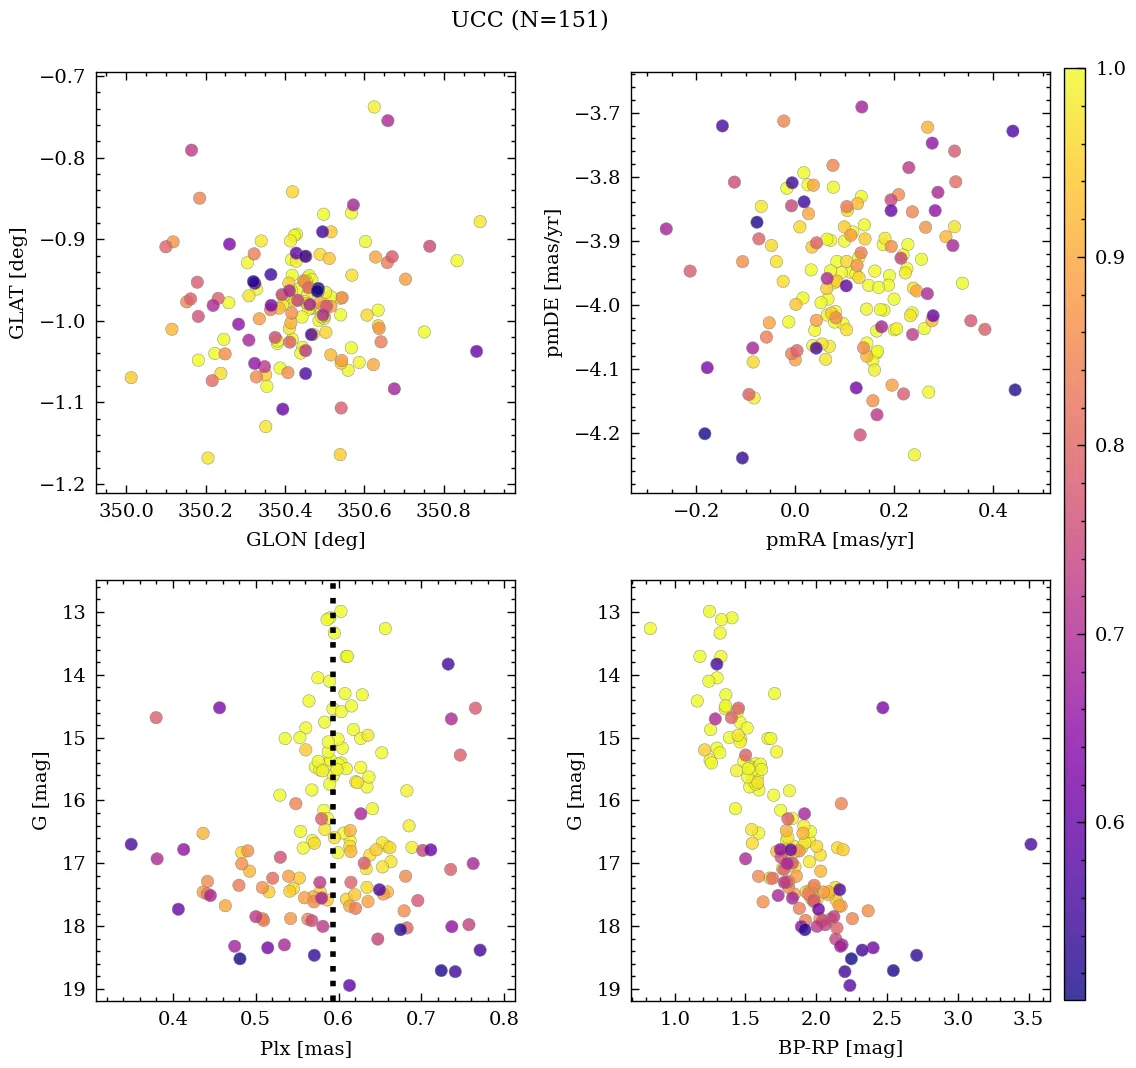 UCC (N=151)
−0.7
−0.8
−0.9
−1.0
−1.1
−1.2
GLAT [deg]
350.0 350.2 350.4 350.6 350.8
GLON [deg]
−3.7
−3.8
−3.9
−4.0
−4.1
−4.2
pmDE [mas/yr]
−0.2 0.0 0.2 0.4
pmRA [mas/yr]
13
14
15
16
17
18
19
G [mag]
0.4 0.5 0.6 0.7 0.8
Plx [mas]
13
14
15
16
17
18
19
G [mag]
1.0 1.5 2.0 2.5 3.0 3.5
BP-RP [mag]
1.0
0.9
0.8
0.7
0.6